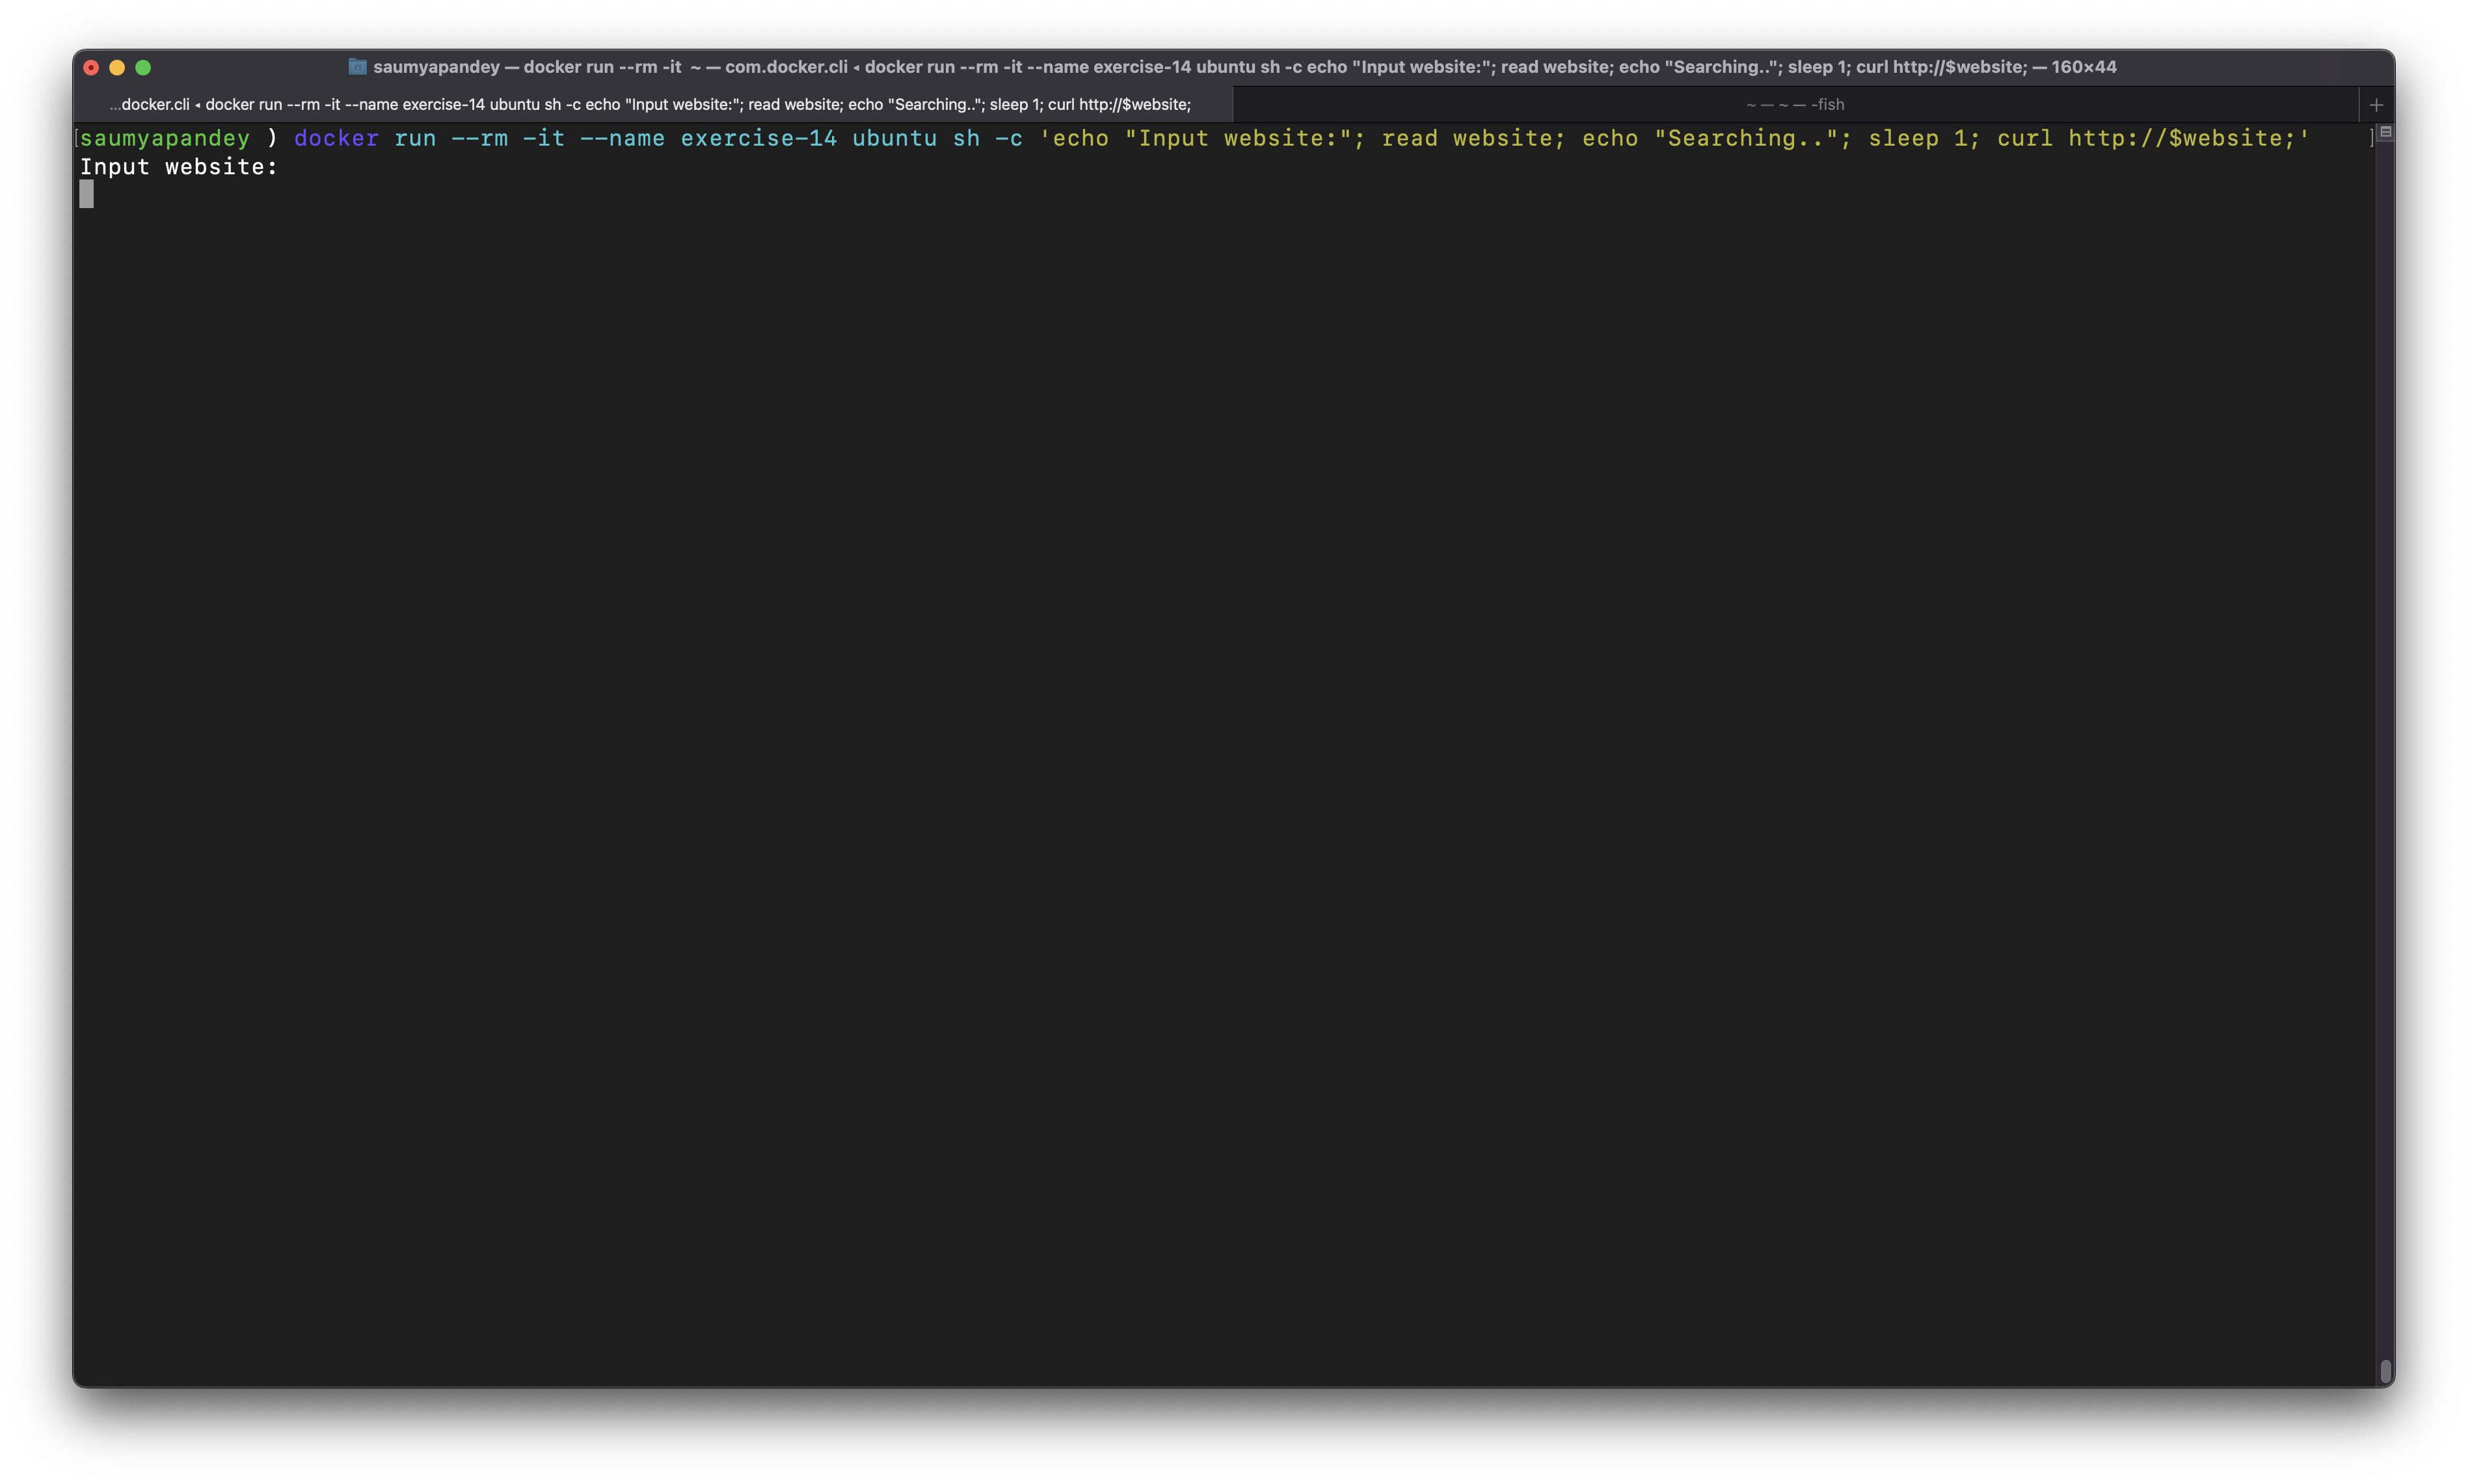 saumyapandey — docker run --rm -it ~ — com.docker.cli ◂ docker run --rm -it --name exercise-14 ubuntu sh -c echo "Input website:"; read website; echo "Searching.."; sleep 1; curl http://$website; — 160×44
...docker.cli ◂ docker run --rm -it --name exercise-14 ubuntu sh -c echo "Input website:"; read website; echo "Searching.."; sleep 1; curl http://$website;
~ — ~ — -fish
[saumyapandey ) docker run --rm -it --name exercise-14 ubuntu sh -c 'echo "Input website:"; read website; echo "Searching.."; sleep 1; curl http://$website;' ]
Input website: